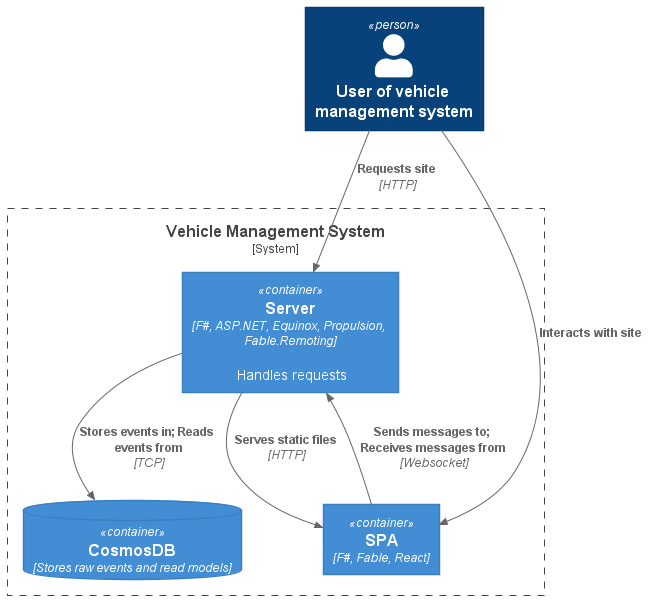 «person»
User of vehicle
management system
Requests site
[HTTP]
Vehicle Management System
[System]
«container»
Server
[F#, ASP.NET, Equinox, Propulsion,
Fable.Remoting]
Handles requests
Interacts with site
Stores events in; Reads
events from
[TCP]
Serves static files
[HTTP]
Sends messages to;
Receives messages from
[Websocket]
«container»
CosmosDB
[Stores raw events and read models]
«container»
SPA
[F#, Fable, React]